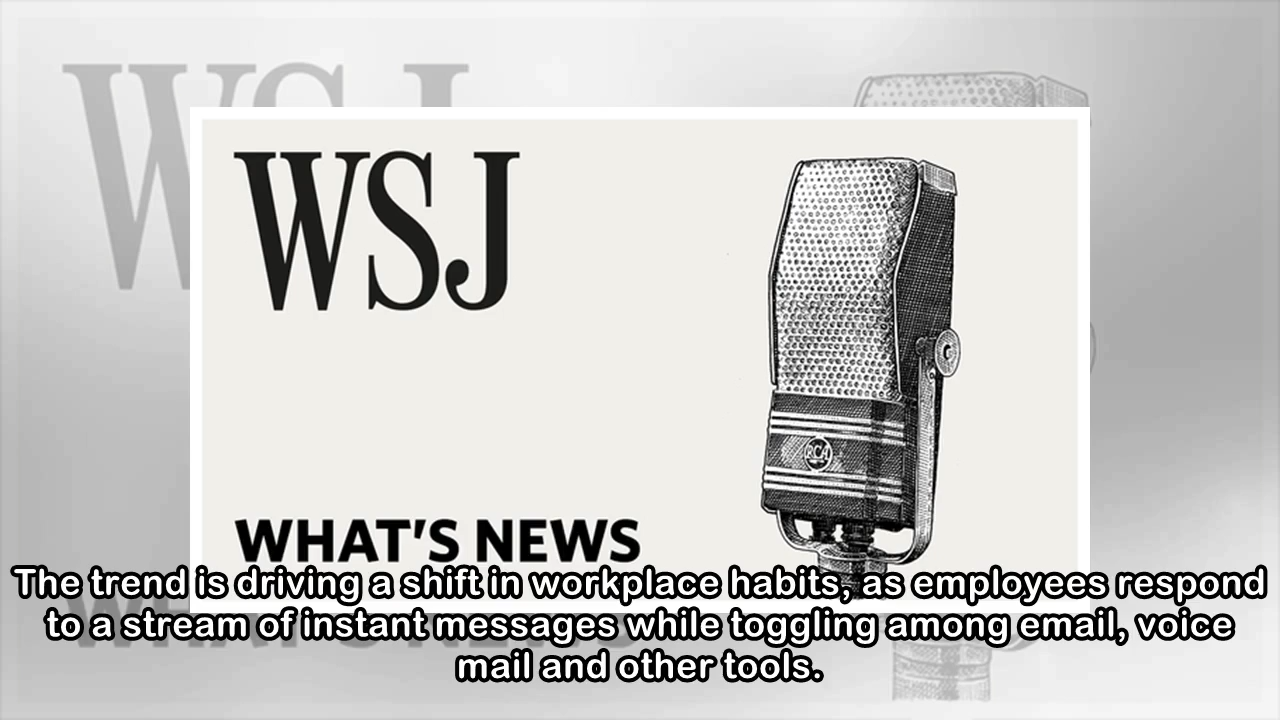 WSJ
RCA
WHAT'S NEWS
The trend is driving a shift in workplace habits, as employees respond
to a stream of instant messages while toggling among email, voice
mail and other tools.